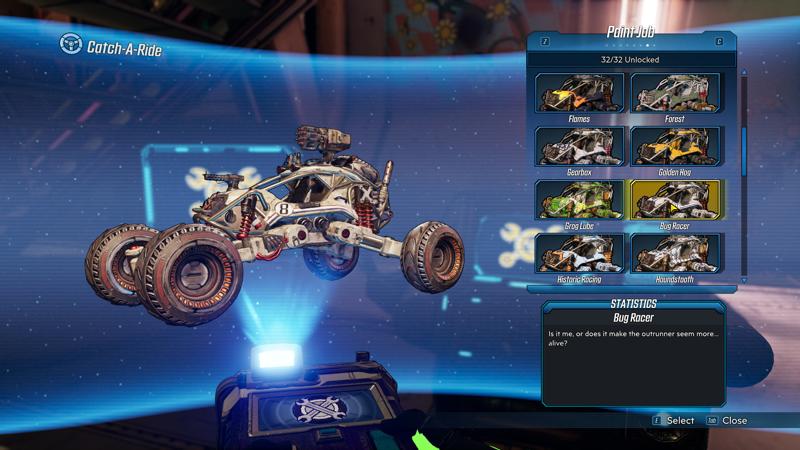 Catch-A-Ride
Paint Job
Z
C
32/32 Unlocked
Flames
Forest
Gearbox
Golden Hog
Grog Lube
Bug Racer
Historic Racing
Houndstooth
8
STATISTICS
Bug Racer
Is it me, or does it make the outrunner seem more...
alive?
E Select
Tab Close